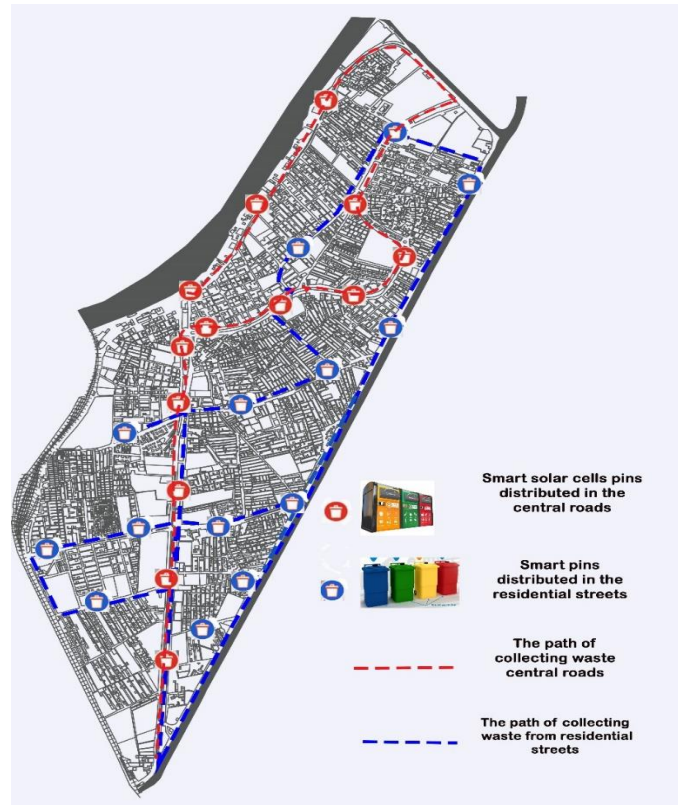 Smart solar cells pins
distributed in the
central roads
Smart pins
distributed in the
residential streets
The path of
collecting waste
central roads
The path of collecting
waste from residential
streets